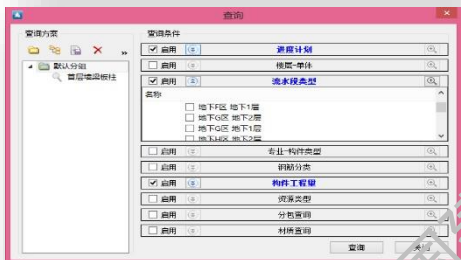 查询
查询方案
查询条件
»
默认分组
首层墙梁板柱
启用 进度计划
启用 楼层-单体
启用 流水段类型
名称
地下F区 地下1层
地下G区 地下2层
地下G区 地下1层
地下H区 地下2层
启用 专业-构件类型
启用 钢筋分类
启用 构件工程量
启用 资源类型
启用 分包查询
启用 材质查询
查询